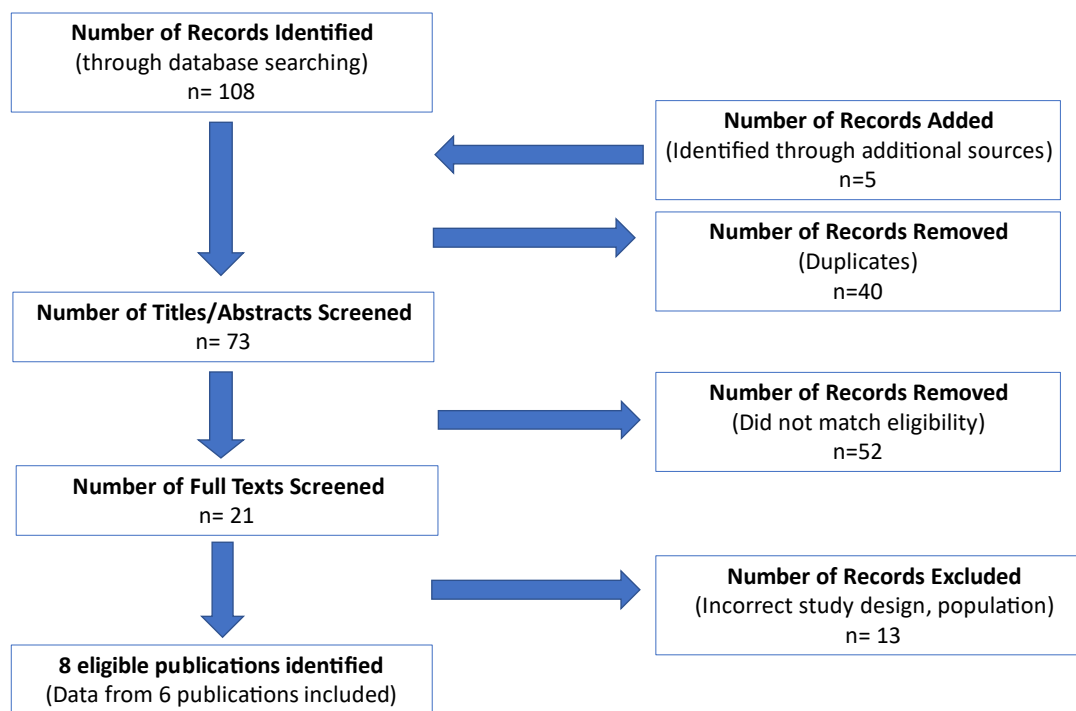 Number of Records Identified
(through database searching)
n= 108
Number of Records Added
(Identified through additional sources)
n=5
Number of Records Removed
(Duplicates)
n=40
Number of Titles/Abstracts Screened
n= 73
Number of Records Removed
(Did not match eligibility)
n=52
Number of Full Texts Screened
n= 21
Number of Records Excluded
(Incorrect study design, population)
n= 13
8 eligible publications identified
(Data from 6 publications included)